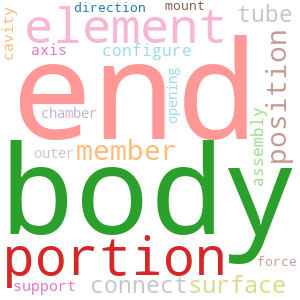 direction mount
cavity
element tube
axis configure
end
position
opening
chamber
assembly
outer member
body
portion
force
support connect surface